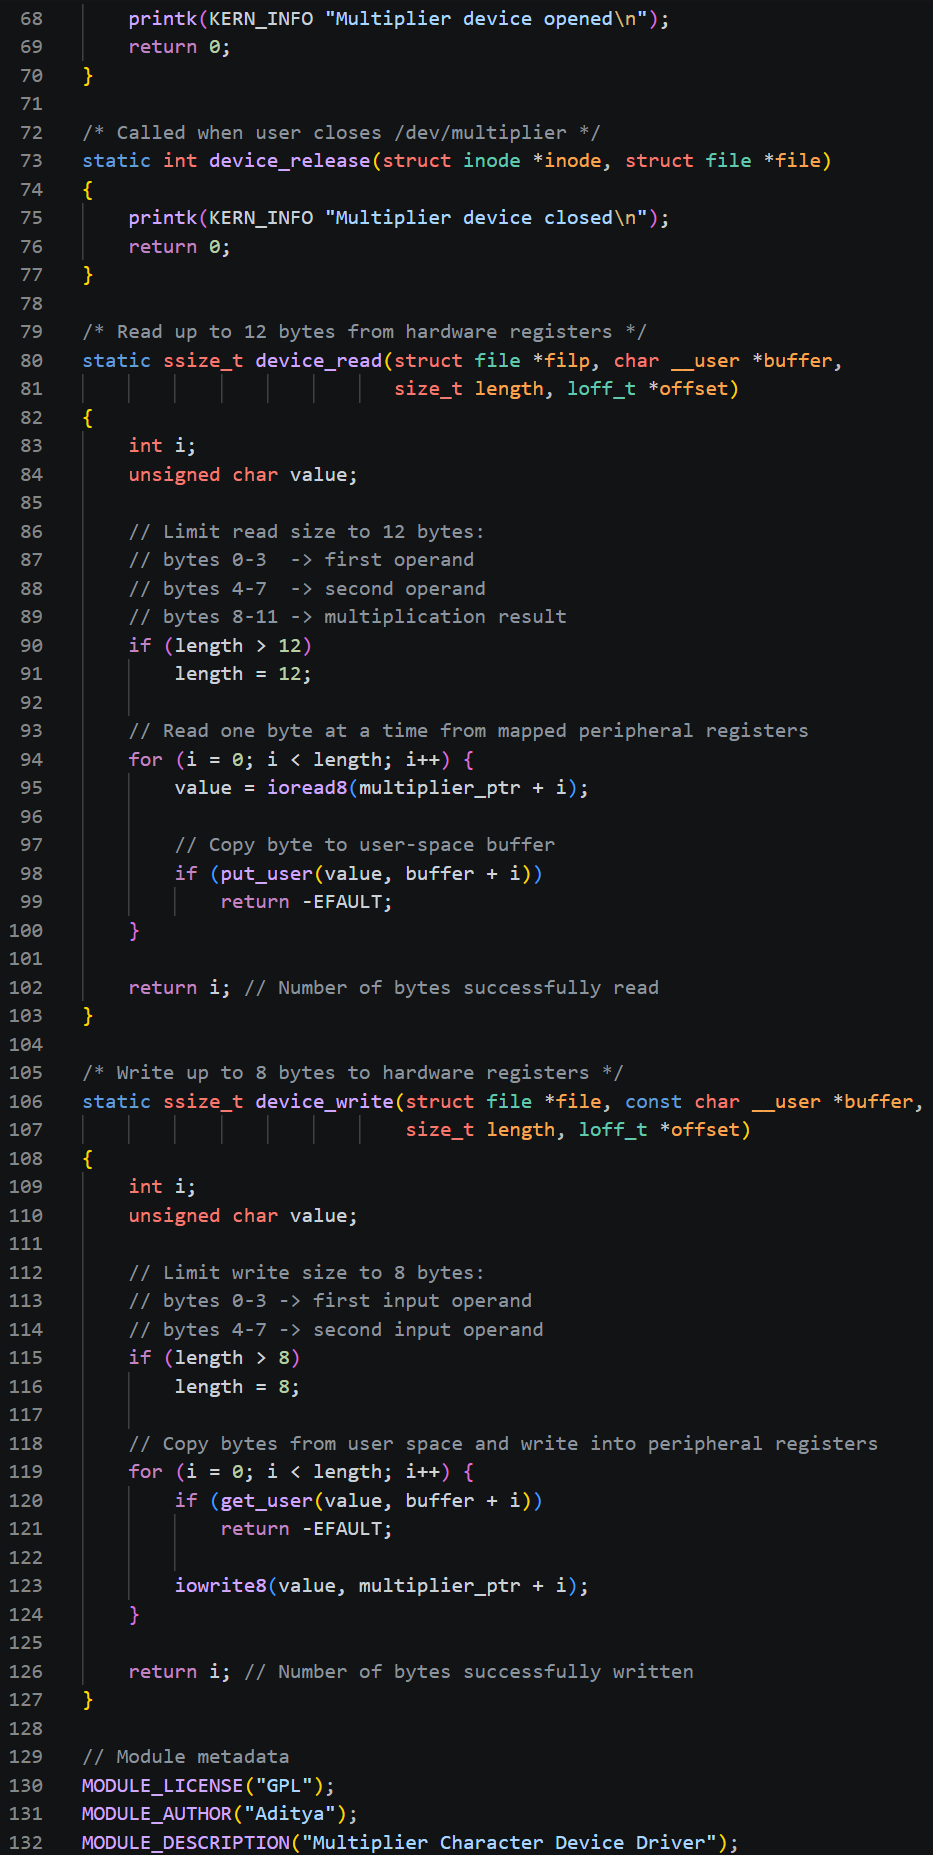 68 printk(KERN_INFO "Multiplier device opened\n");
69 return 0;
70 }
71
72 /* Called when user closes /dev/multiplier */
73 static int device_release(struct inode *inode, struct file *file)
74 {
75 printk(KERN_INFO "Multiplier device closed\n");
76 return 0;
77 }
78
79 /* Read up to 12 bytes from hardware registers */
80 static ssize_t device_read(struct file *filp, char __user *buffer,
81 size_t length, loff_t *offset)
82 {
83 int i;
84 unsigned char value;
85
86 // Limit read size to 12 bytes:
87 // bytes 0-3  -> first operand
88 // bytes 4-7  -> second operand
89 // bytes 8-11 -> multiplication result
90 if (length > 12)
91 length = 12;
92
93 // Read one byte at a time from mapped peripheral registers
94 for (i = 0; i < length; i++) {
95 value = ioread8(multiplier_ptr + i);
96
97 // Copy byte to user-space buffer
98 if (put_user(value, buffer + i))
99 return -EFAULT;
100 }
101
102 return i; // Number of bytes successfully read
103 }
104
105 /* Write up to 8 bytes to hardware registers */
106 static ssize_t device_write(struct file *file, const char __user *buffer,
107 size_t length, loff_t *offset)
108 {
109 int i;
110 unsigned char value;
111
112 // Limit write size to 8 bytes:
113 // bytes 0-3 -> first input operand
114 // bytes 4-7 -> second input operand
115 if (length > 8)
116 length = 8;
117
118 // Copy bytes from user space and write into peripheral registers
119 for (i = 0; i < length; i++) {
120 if (get_user(value, buffer + i))
121 return -EFAULT;
122
123 iowrite8(value, multiplier_ptr + i);
124 }
125
126 return i; // Number of bytes successfully written
127 }
128
129 // Module metadata
130 MODULE_LICENSE("GPL");
131 MODULE_AUTHOR("Aditya");
132 MODULE_DESCRIPTION("Multiplier Character Device Driver");